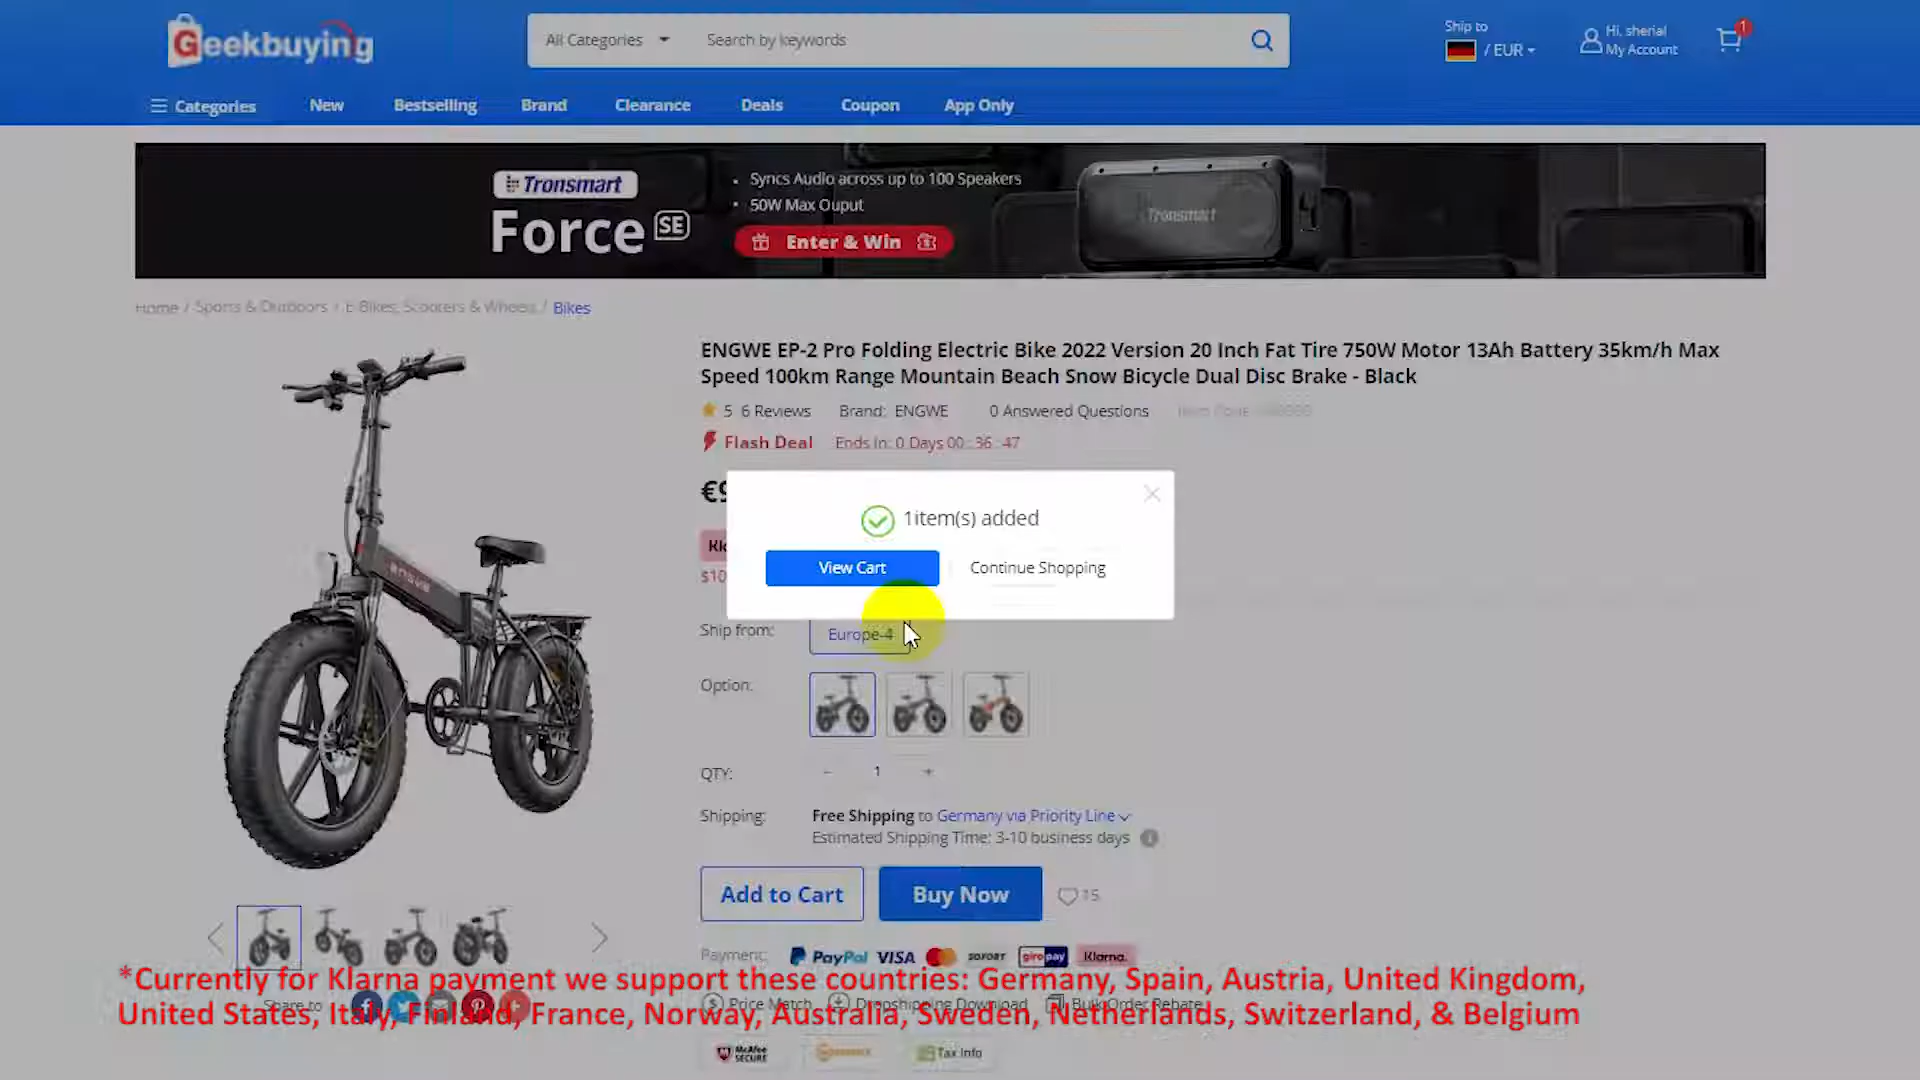 Geekbuying
All Categories
Search by keywords
Ship to
/ EUR
Hi, sherial
My Account
1
Categories
New
Bestselling
Brand
Clearance
Deals
Coupon
App Only
Tronsmart
Force SE
• Syncs Audio across up to 100 Speakers
• 50W Max Ouput
Enter & Win
Tronsmart
Home / Sports & Outdoors / E-Bikes, Scooters & Wheels / Bikes
ENGWE EP-2 Pro Folding Electric Bike 2022 Version 20 Inch Fat Tire 750W Motor 13Ah Battery 35km/h Max
Speed 100km Range Mountain Beach Snow Bicycle Dual Disc Brake - Black
5 6 Reviews
Brand: ENGWE
0 Answered Questions
Flash Deal
Ends In: 0 Days 00 : 36 : 47
€9
1item(s) added
View Cart
Continue Shopping
$10
Ship from:
Europe-4
Option:
QTY:
- 1 +
Shipping:
Free Shipping to Germany via Priority Line
Estimated Shipping Time: 3-10 business days
Add to Cart
Buy Now
15
Payment:
PayPal VISA SOFORT giropay Klarna.
*Currently for Klarna payment we support these countries: Germany, Spain, Austria, United Kingdom,
United States, Italy, Finland, France, Norway, Australia, Sweden, Netherlands, Switzerland, & Belgium
Share to
Price Match
Dropshipping Download
Bulk Order Rebate
McAfee SECURE
Tax Info